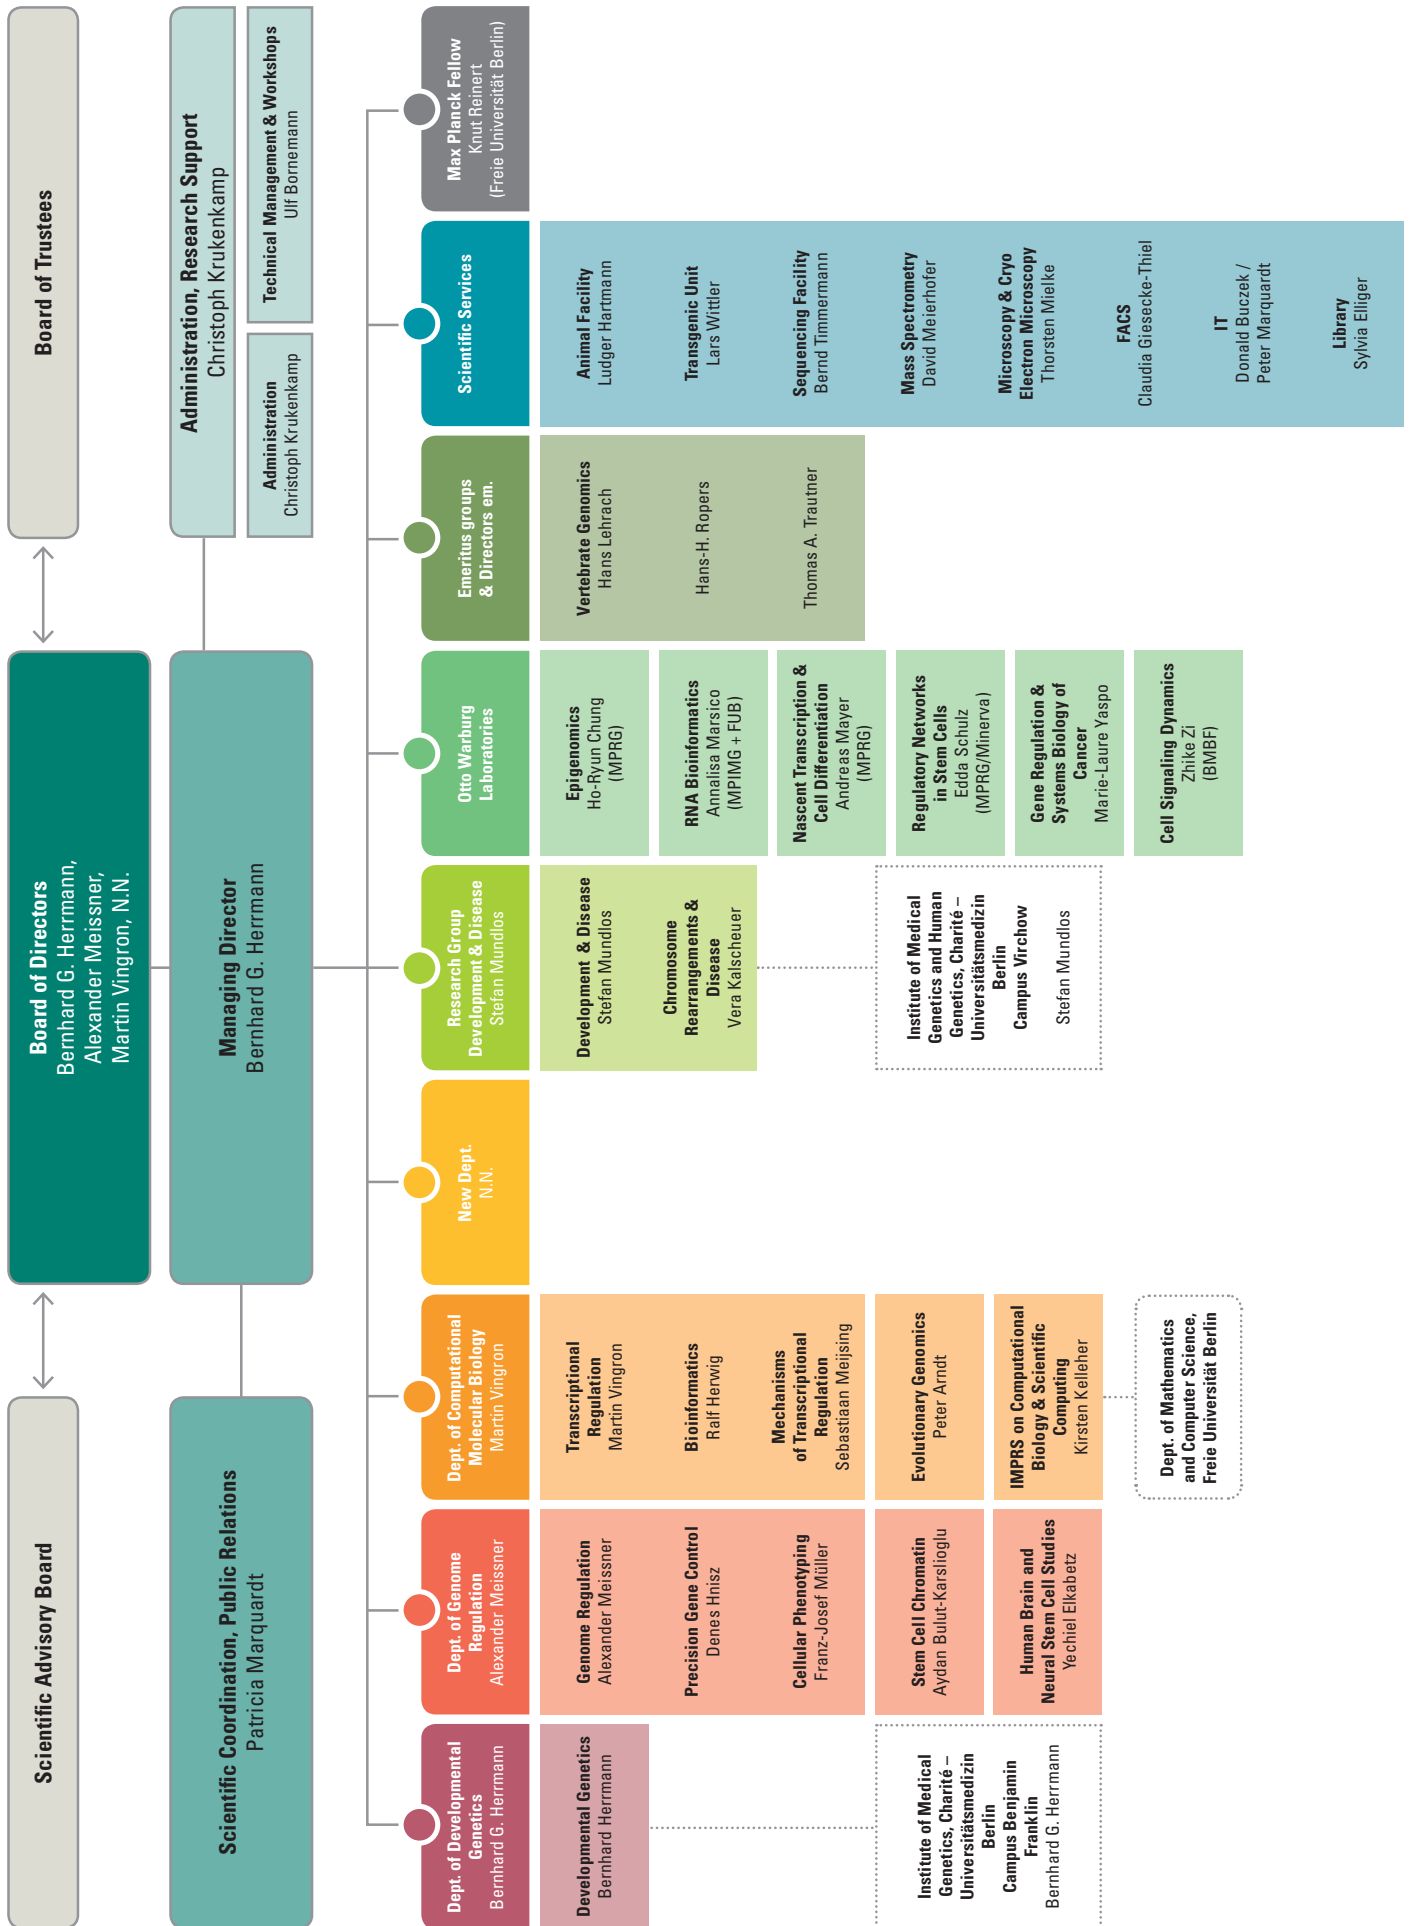 Scientific Advisory Board
Board of Directors
Bernhard G. Herrmann,
Alexander Meissner,
Martin Vingron, N.N.
Board of Trustees
Scientific Coordination, Public Relations
Patricia Marquardt
Managing Director
Bernhard G. Herrmann
Administration, Research Support
Christoph Krukenkamp
Administration
Christoph Krukenkamp
Technical Management & Workshops
Ulf Bornemann
Dept. of Developmental
Genetics
Bernhard G. Herrmann
Developmental Genetics
Bernhard Herrmann
Institute of Medical
Genetics, Charité –
Universitätsmedizin
Berlin
Campus Benjamin
Franklin
Bernhard G. Herrmann
Dept. of Genome
Regulation
Alexander Meissner
Genome Regulation
Alexander Meissner
Precision Gene Control
Denes Hnisz
Cellular Phenotyping
Franz-Josef Müller
Stem Cell Chromatin
Aydan Bulut-Karslioglu
Human Brain and
Neural Stem Cell Studies
Yechiel Elkabetz
Dept. of Computational
Molecular Biology
Martin Vingron
Transcriptional
Regulation
Martin Vingron
Bioinformatics
Ralf Herwig
Mechanisms
of Transcriptional
Regulation
Sebastiaan Meijsing
Evolutionary Genomics
Peter Arndt
IMPRS on Computational
Biology & Scientific
Computing
Kirsten Kelleher
Dept. of Mathematics
and Computer Science,
Freie Universität Berlin
New Dept.
N.N.
Research Group
Development & Disease
Stefan Mundlos
Development & Disease
Stefan Mundlos
Chromosome
Rearrangements &
Disease
Vera Kalscheuer
Institute of Medical
Genetics and Human
Genetics, Charité –
Universitätsmedizin
Berlin
Campus Virchow
Stefan Mundlos
Otto Warburg
Laboratories
Epigenomics
Ho-Ryun Chung
(MPRG)
RNA Bioinformatics
Annalisa Marsico
(MPIMG + FUB)
Nascent Transcription &
Cell Differentiation
Andreas Mayer
(MPRG)
Regulatory Networks
in Stem Cells
Edda Schulz
(MPRG/Minerva)
Gene Regulation &
Systems Biology of
Cancer
Marie-Laure Yaspo
Cell Signaling Dynamics
Zhike Zi
(BMBF)
Emeritus groups
& Directors em.
Vertebrate Genomics
Hans Lehrach
Hans-H. Ropers
Thomas A. Trautner
Scientific Services
Animal Facility
Ludger Hartmann
Transgenic Unit
Lars Wittler
Sequencing Facility
Bernd Timmermann
Mass Spectrometry
David Meierhofer
Microscopy & Cryo
Electron Microscopy
Thorsten Mielke
FACS
Claudia Giesecke-Thiel
IT
Donald Buczek /
Peter Marquardt
Library
Sylvia Elliger
Max Planck Fellow
Knut Reinert
(Freie Universität Berlin)